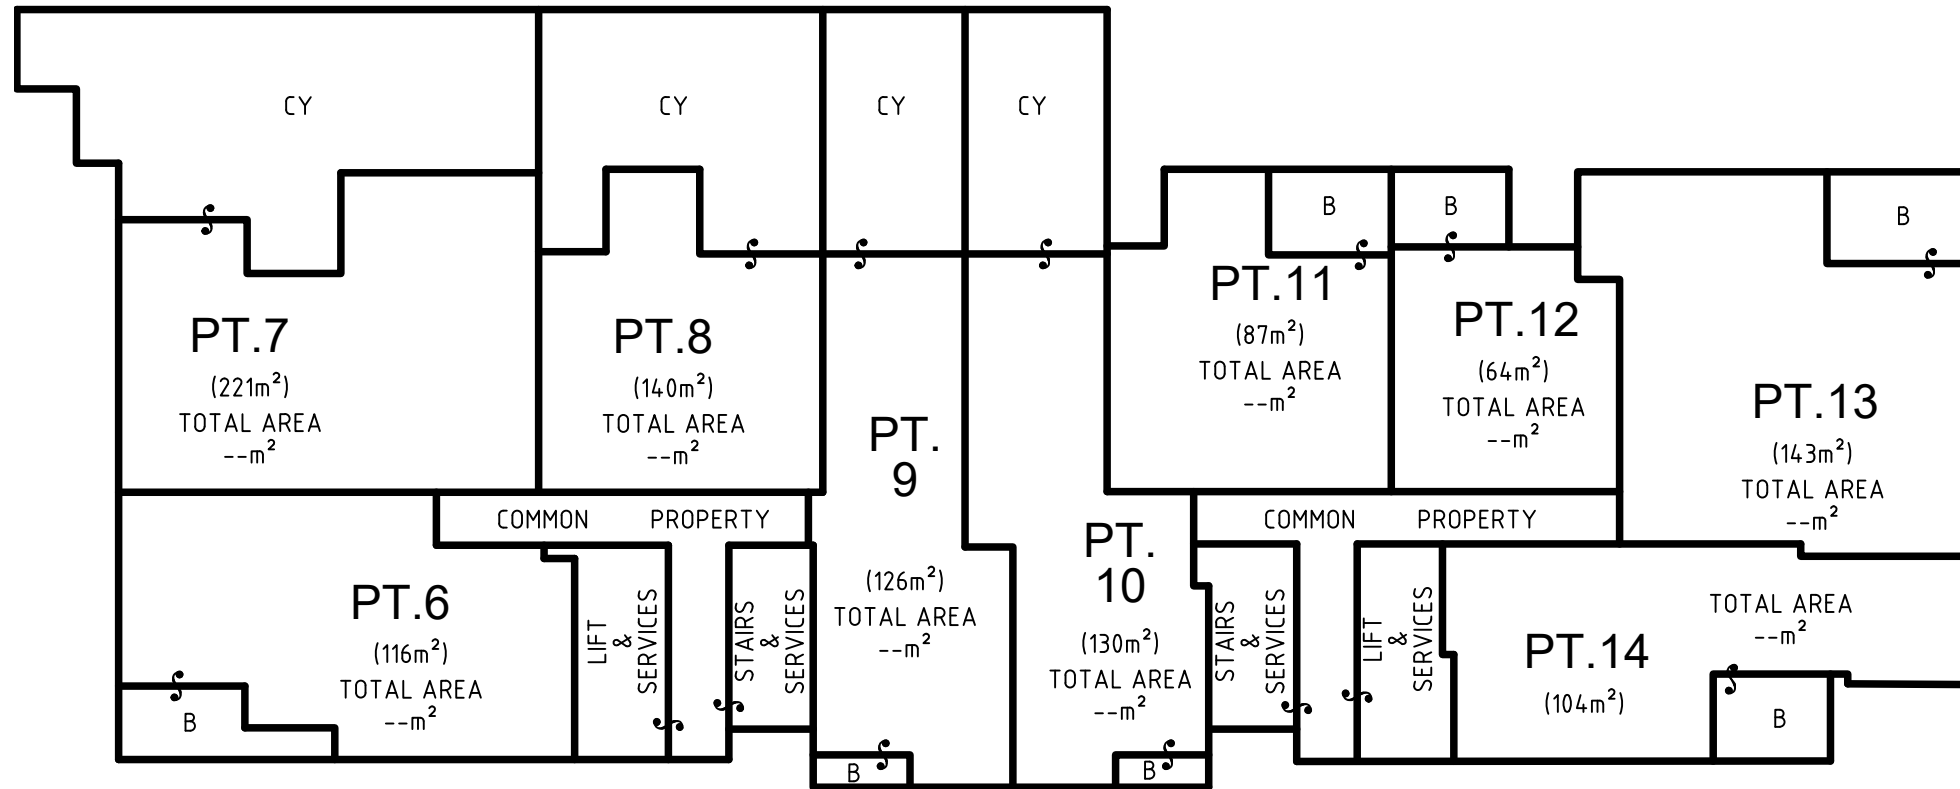 CY
CY
CY
CY
B
B
B
PT.7
(221m²)
TOTAL AREA
--m²
PT.8
(140m²)
TOTAL AREA
--m²
PT.
9
(126m²)
TOTAL AREA
--m²
PT.
10
(130m²)
TOTAL AREA
--m²
PT.11
(87m²)
TOTAL AREA
--m²
PT.12
(64m²)
TOTAL AREA
--m²
PT.13
(143m²)
TOTAL AREA
--m²
COMMON PROPERTY
COMMON PROPERTY
PT.6
(116m²)
TOTAL AREA
--m²
B
LIFT
&
SERVICES
STAIRS
&
SERVICES
B
B
STAIRS
&
SERVICES
LIFT
&
SERVICES
TOTAL AREA
--m²
PT.14
(104m²)
B